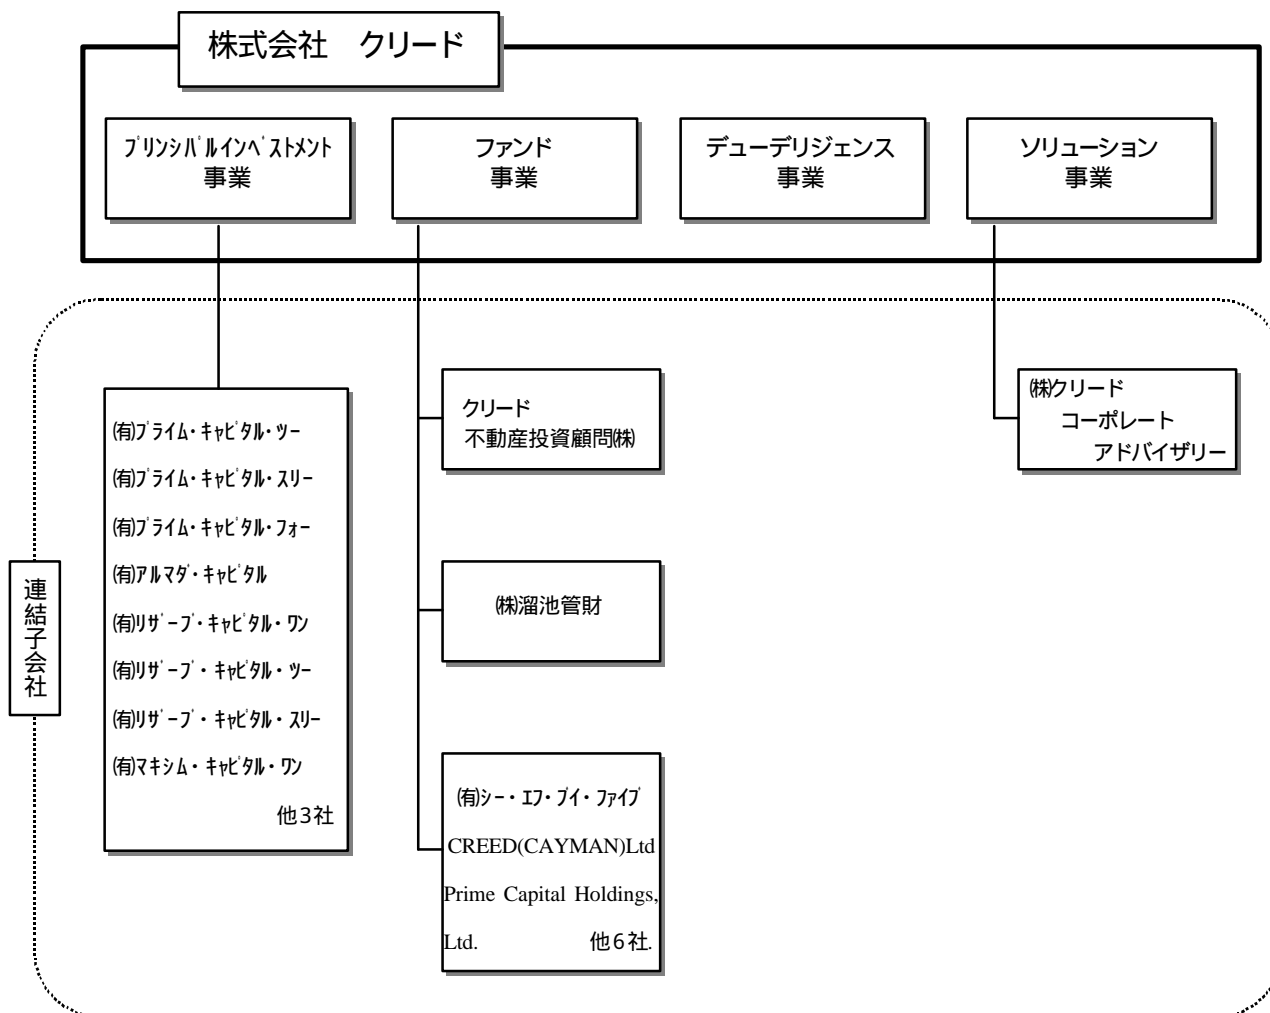 株式会社　クリード
ﾌﾟﾘﾝｼﾊﾟﾙｲﾝﾍﾞｽﾄﾒﾝﾄ
事業
ファンド
事業
デューデリジェンス
事業
ソリューション
事業
連結子会社
㈲ﾌﾟﾗｲﾑ・ｷｬﾋﾟﾀﾙ・ﾂｰ
㈲ﾌﾟﾗｲﾑ・ｷｬﾋﾟﾀﾙ・ｽﾘｰ
㈲ﾌﾟﾗｲﾑ・ｷｬﾋﾟﾀﾙ・ﾌｫｰ
㈲ｱﾙﾏﾀﾞ・ｷｬﾋﾟﾀﾙ
㈲ﾘｻﾞｰﾌﾞ・ｷｬﾋﾟﾀﾙ・ﾜﾝ
㈲ﾘｻﾞｰﾌﾞ・ｷｬﾋﾟﾀﾙ・ﾂｰ
㈲ﾘｻﾞｰﾌﾞ・ｷｬﾋﾟﾀﾙ・ｽﾘｰ
㈲ﾏｷｼﾑ・ｷｬﾋﾟﾀﾙ・ﾜﾝ
他3社
クリード
不動産投資顧問㈱
㈱溜池管財
㈲ｼｰ・ｴﾌ・ﾌﾞｲ・ﾌｧｲﾌﾞ
CREED(CAYMAN)Ltd
Prime Capital Holdings,
Ltd.　他6社.
㈱クリード
コーポレート
アドバイザリー